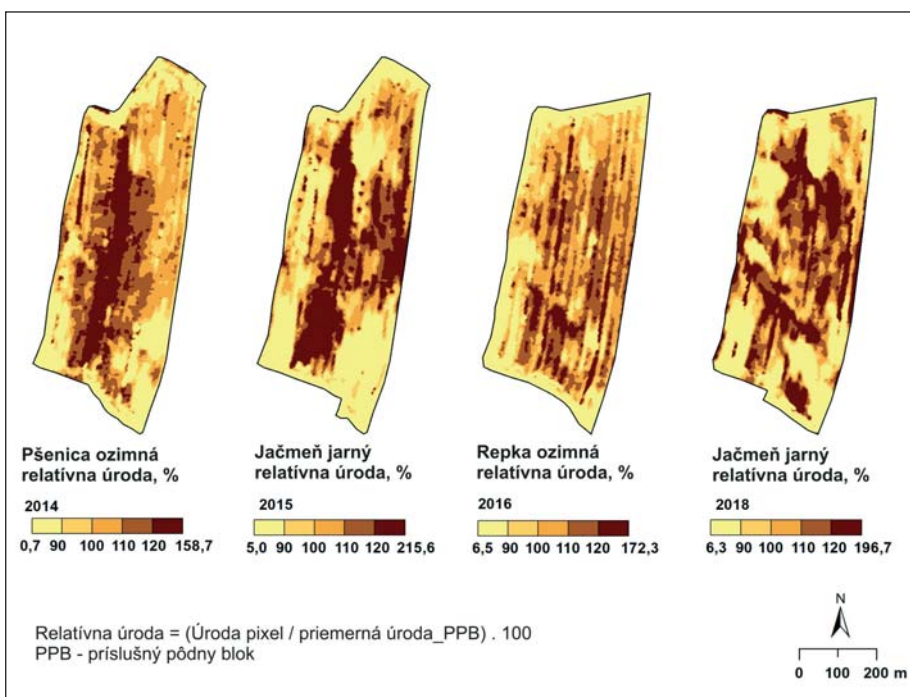 Pšenica ozimná
relatívna úroda, %
2014
0,7 90 100 110 120 158,7
Jačmeň jarný
relatívna úroda, %
2015
5,0 90 100 110 120 215,6
Repka ozimná
relatívna úroda, %
2016
6,5 90 100 110 120 172,3
Jačmeň jarný
relatívna úroda, %
2018
6,3 90 100 110 120 196,7
Relatívna úroda = (Úroda pixel / priemerná úroda_PPB) . 100
PPB - príslušný pôdny blok
N
0 100 200 m